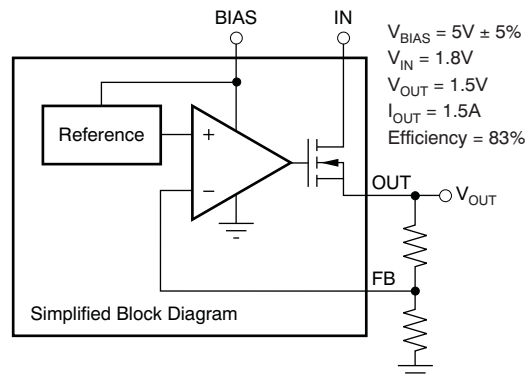 BIAS
IN
V_BIAS = 5V ± 5%
V_IN = 1.8V
V_OUT = 1.5V
I_OUT = 1.5A
Efficiency = 83%
Reference
+
−
OUT
V_OUT
FB
Simplified Block Diagram